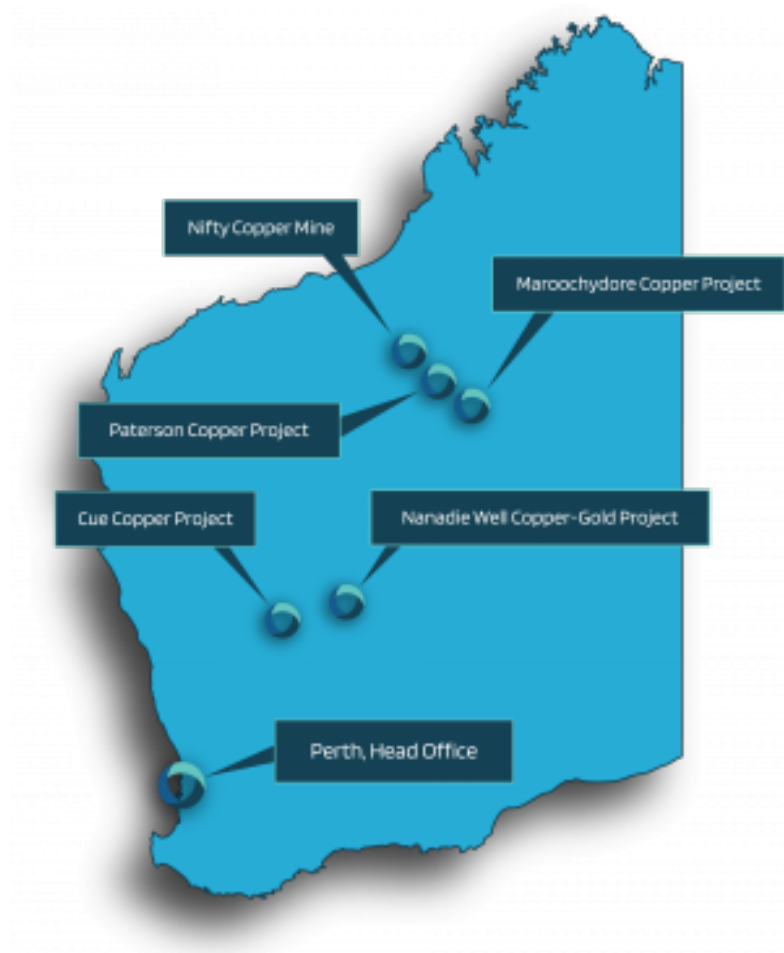 Nifty Copper Mine
Maroochydore Copper Project
Paterson Copper Project
Cue Copper Project
Nanadie Well Copper-Gold Project
Perth, Head Office